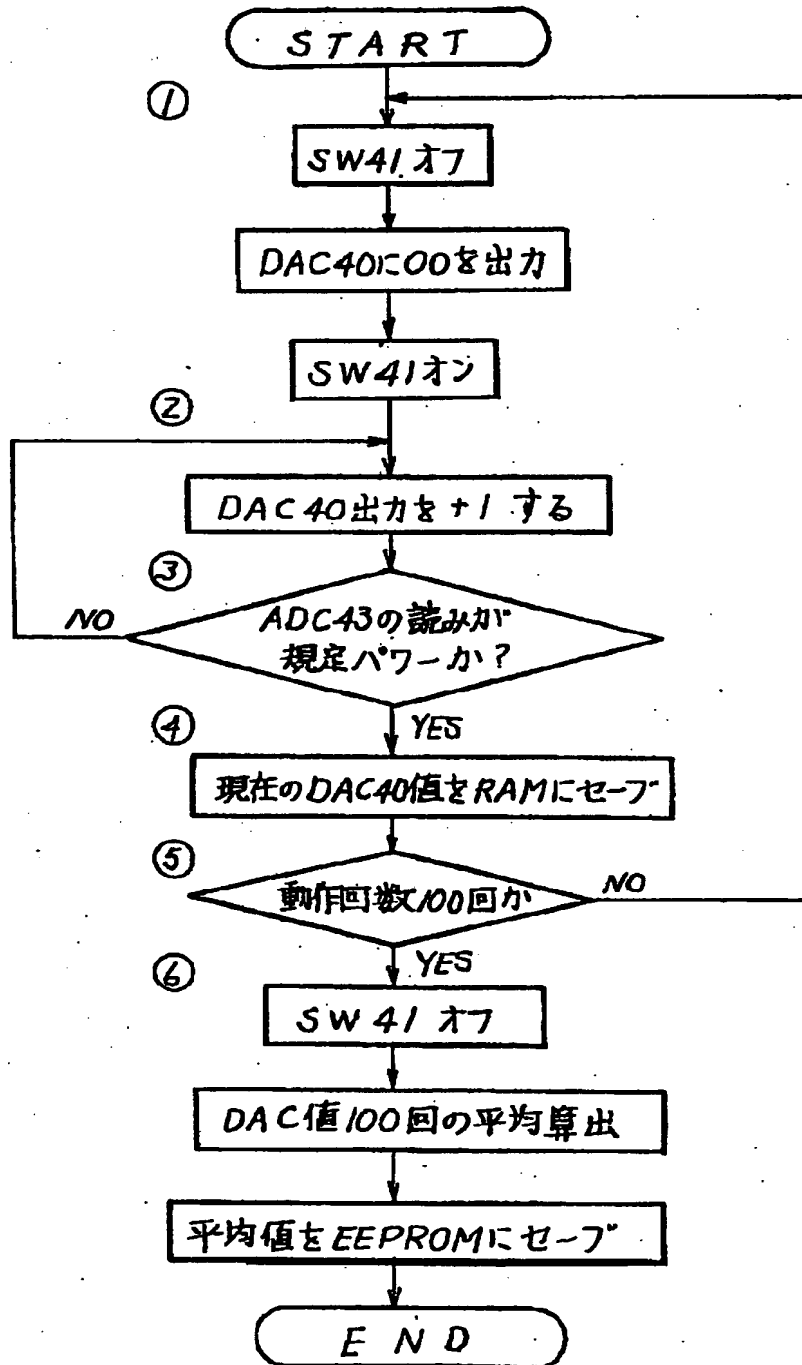 START
①
SW41オフ
DAC40に00を出力
SW41オン
②
DAC40出力を+1する
③
NO
ADC43の読みが
規定パワーか?
④
YES
現在のDAC40値をRAMにセーブ
⑤
動作回数100回か
NO
⑥
YES
SW41オフ
DAC値100回の平均算出
平均値をEEPROMにセーブ
END